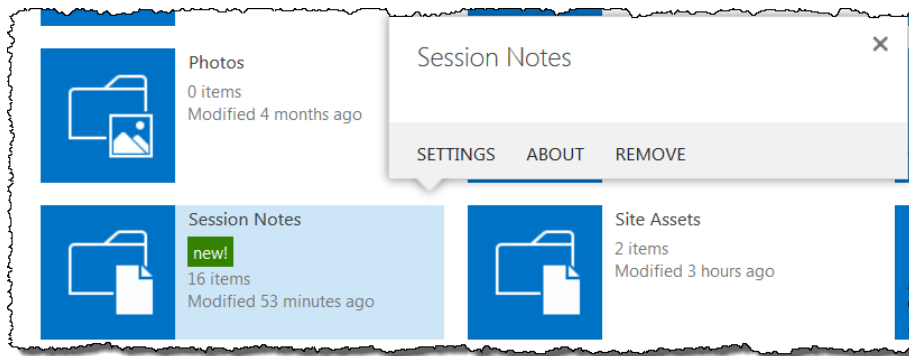 Photos
0 items
Modified 4 months ago
Session Notes
SETTINGS ABOUT REMOVE
Session Notes
new!
16 items
Modified 53 minutes ago
Site Assets
2 items
Modified 3 hours ago